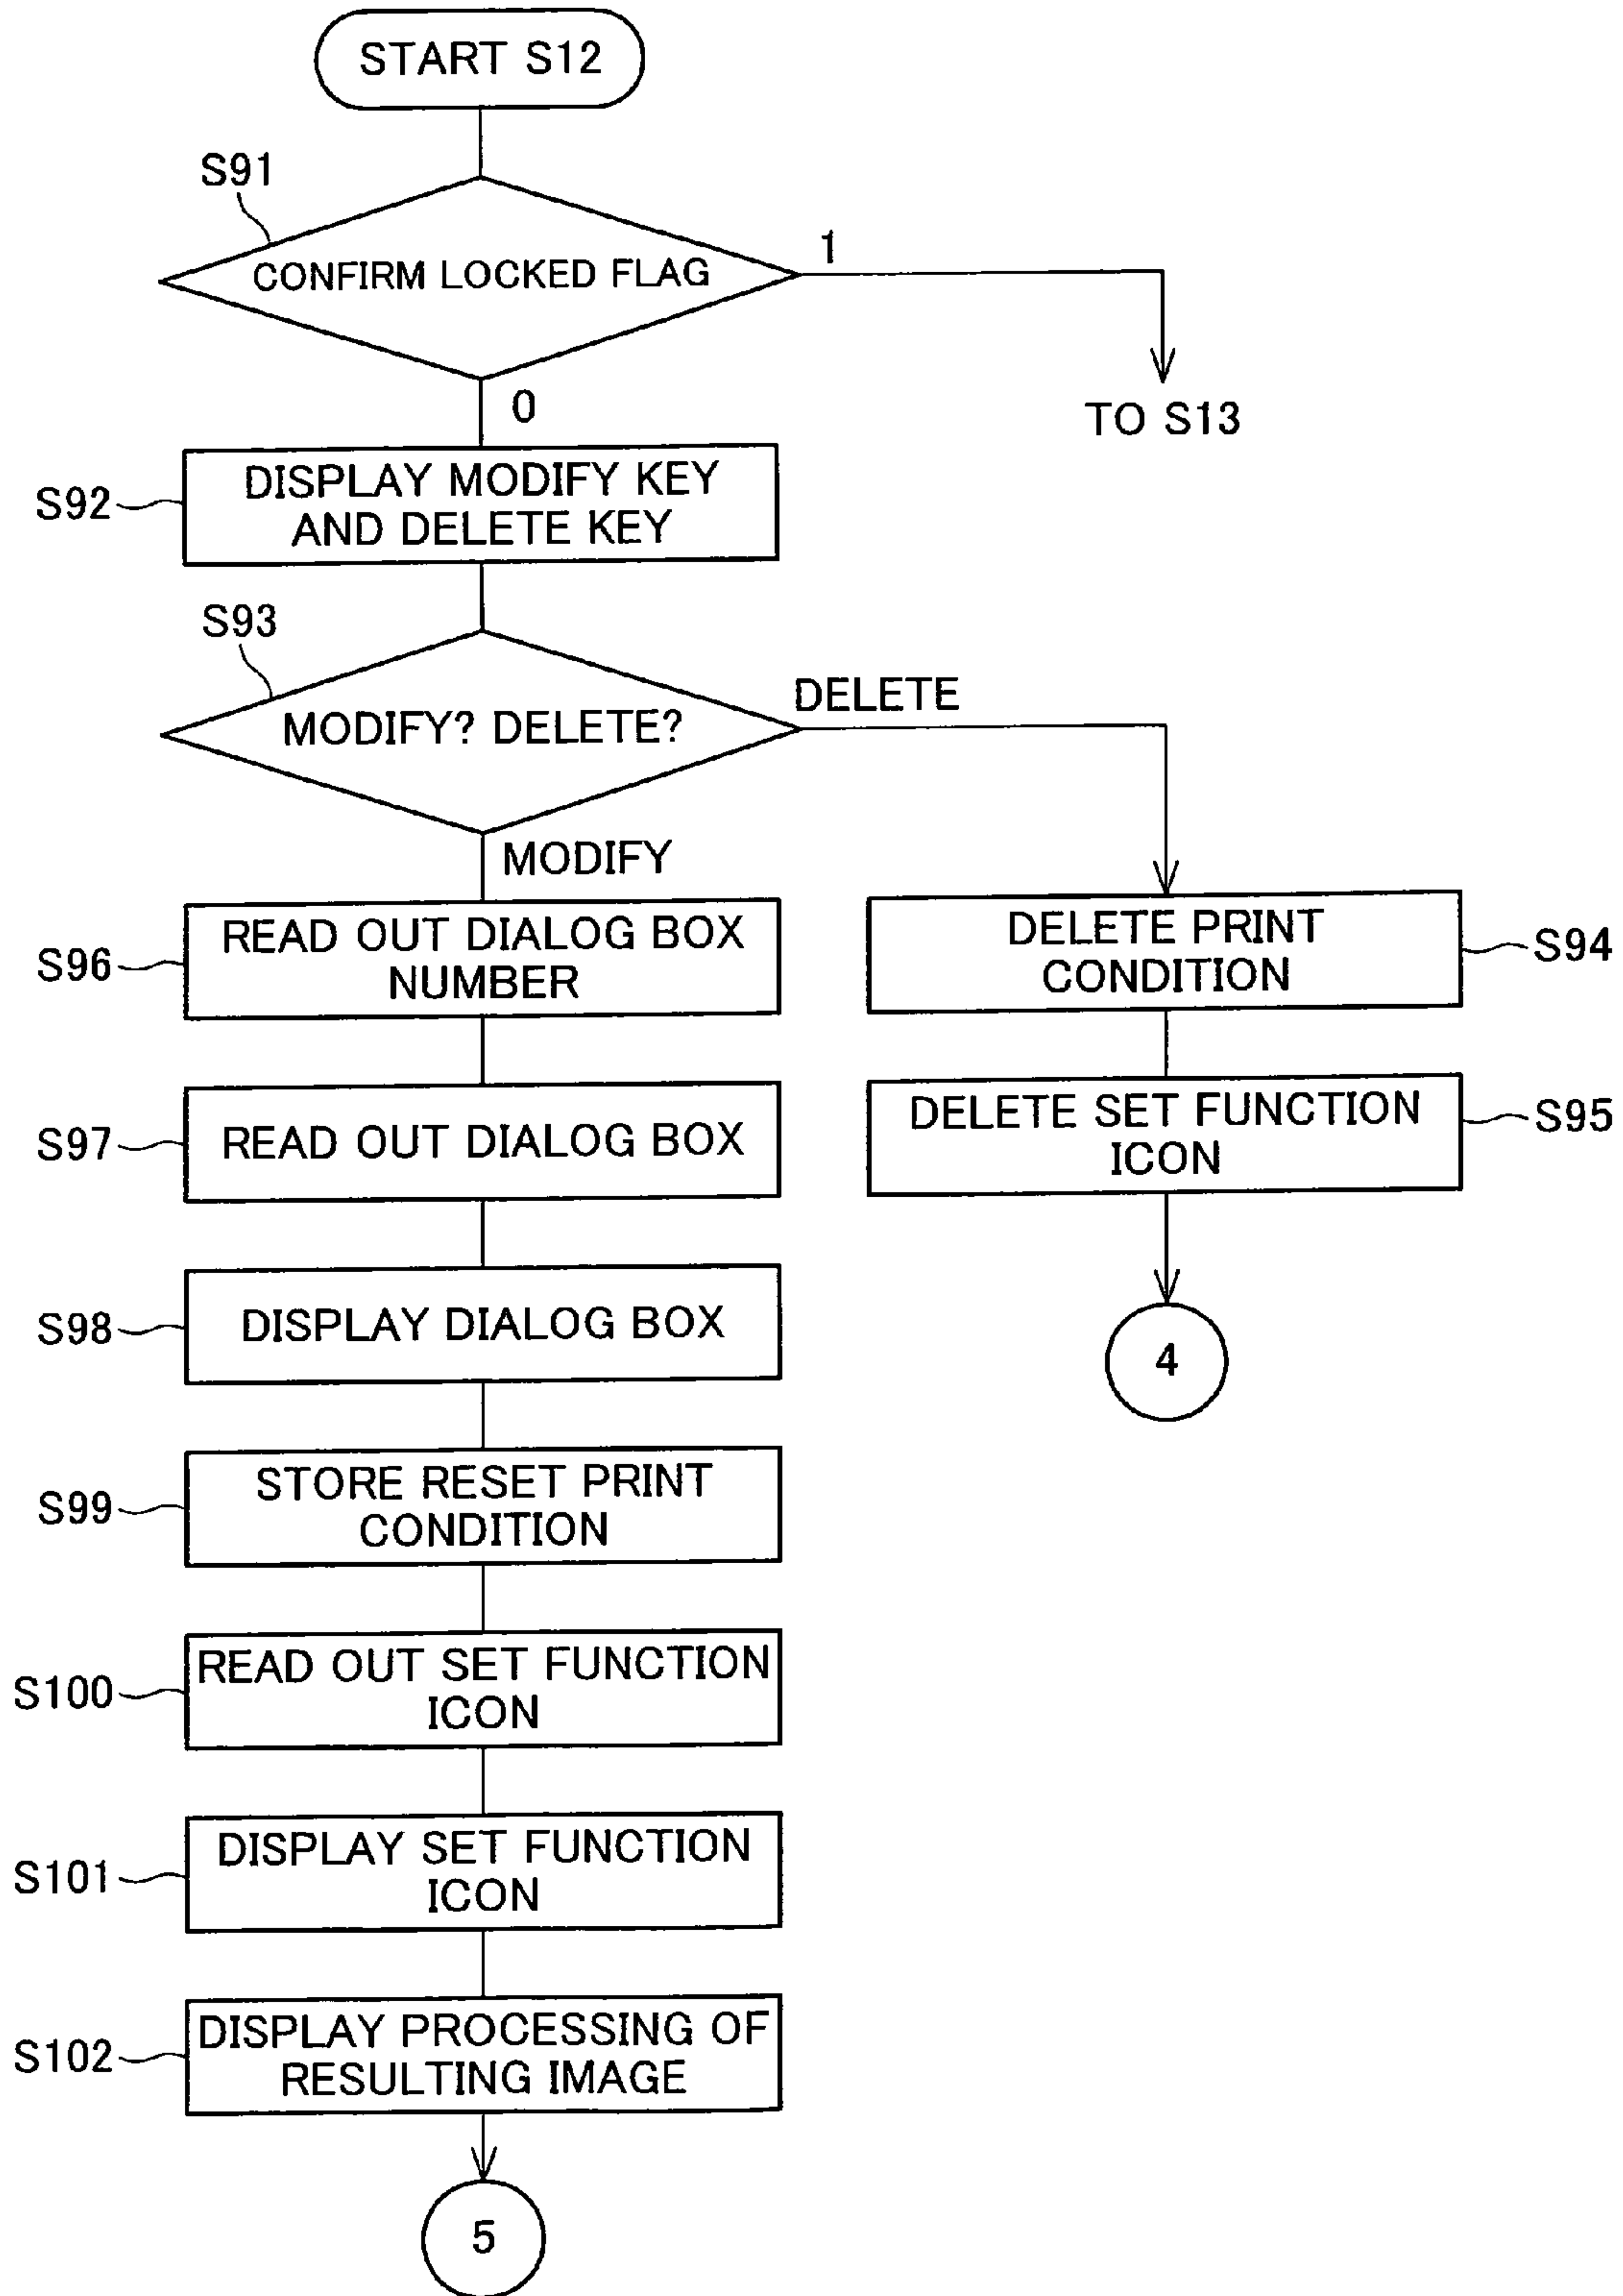 START S12
S91
CONFIRM LOCKED FLAG
1
TO S13
0
S92
DISPLAY MODIFY KEY
AND DELETE KEY
S93
MODIFY? DELETE?
DELETE
MODIFY
S96
READ OUT DIALOG BOX
NUMBER
DELETE PRINT
CONDITION
S94
S97
READ OUT DIALOG BOX
DELETE SET FUNCTION
ICON
S95
S98
DISPLAY DIALOG BOX
4
S99
STORE RESET PRINT
CONDITION
S100
READ OUT SET FUNCTION
ICON
S101
DISPLAY SET FUNCTION
ICON
S102
DISPLAY PROCESSING OF
RESULTING IMAGE
5